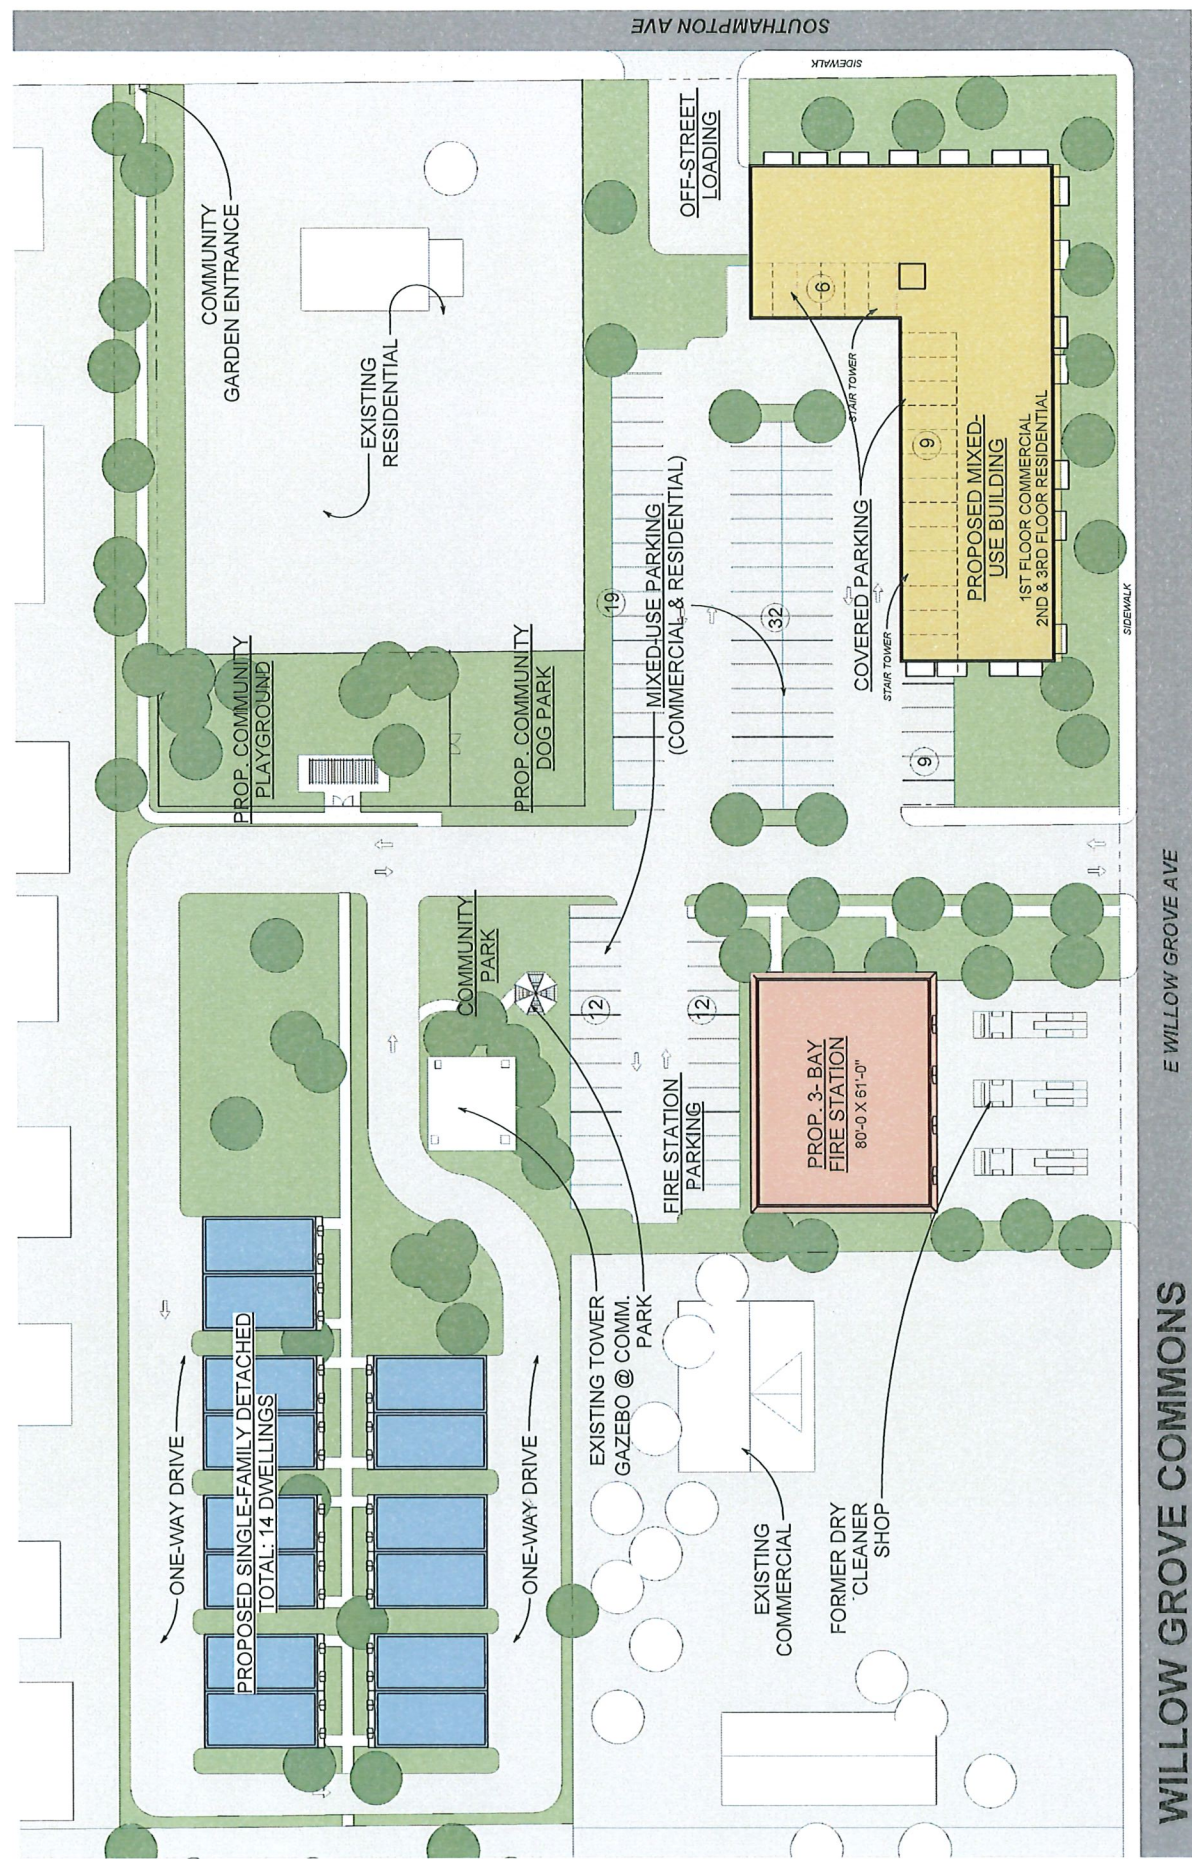 SOUTHAMPTON AVE
SIDEWALK
COMMUNITY
GARDEN ENTRANCE
OFF-STREET
LOADING
EXISTING
RESIDENTIAL
6
STAIR TOWER
9
PROPOSED MIXED-
USE BUILDING
1ST FLOOR COMMERCIAL
2ND & 3RD FLOOR RESIDENTIAL
COVERED PARKING
STAIR TOWER
SIDEWALK
MIXED-USE PARKING
(COMMERCIAL & RESIDENTIAL)
19
32
9
PROP. COMMUNITY
PLAYGROUND
PROP. COMMUNITY
DOG PARK
COMMUNITY
PARK
12
12
FIRE STATION
PARKING
PROP. 3- BAY
FIRE STATION
80'-0 X 61'-0"
E WILLOW GROVE AVE
ONE-WAY DRIVE
PROPOSED SINGLE-FAMILY DETACHED
TOTAL: 14 DWELLINGS
ONE-WAY DRIVE
EXISTING TOWER
GAZEBO @ COMM.
PARK
EXISTING
COMMERCIAL
FORMER DRY
CLEANER
SHOP
WILLOW GROVE COMMONS